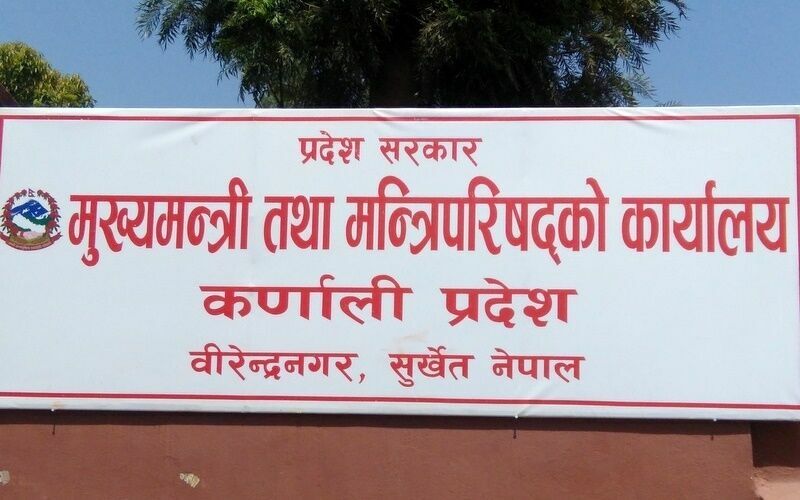 प्रदेश सरकार
मुख्यमन्त्री तथा मन्त्रिपरिषद्को कार्यालय
कर्णाली प्रदेश
वीरेन्द्रनगर, सुर्खेत नेपाल